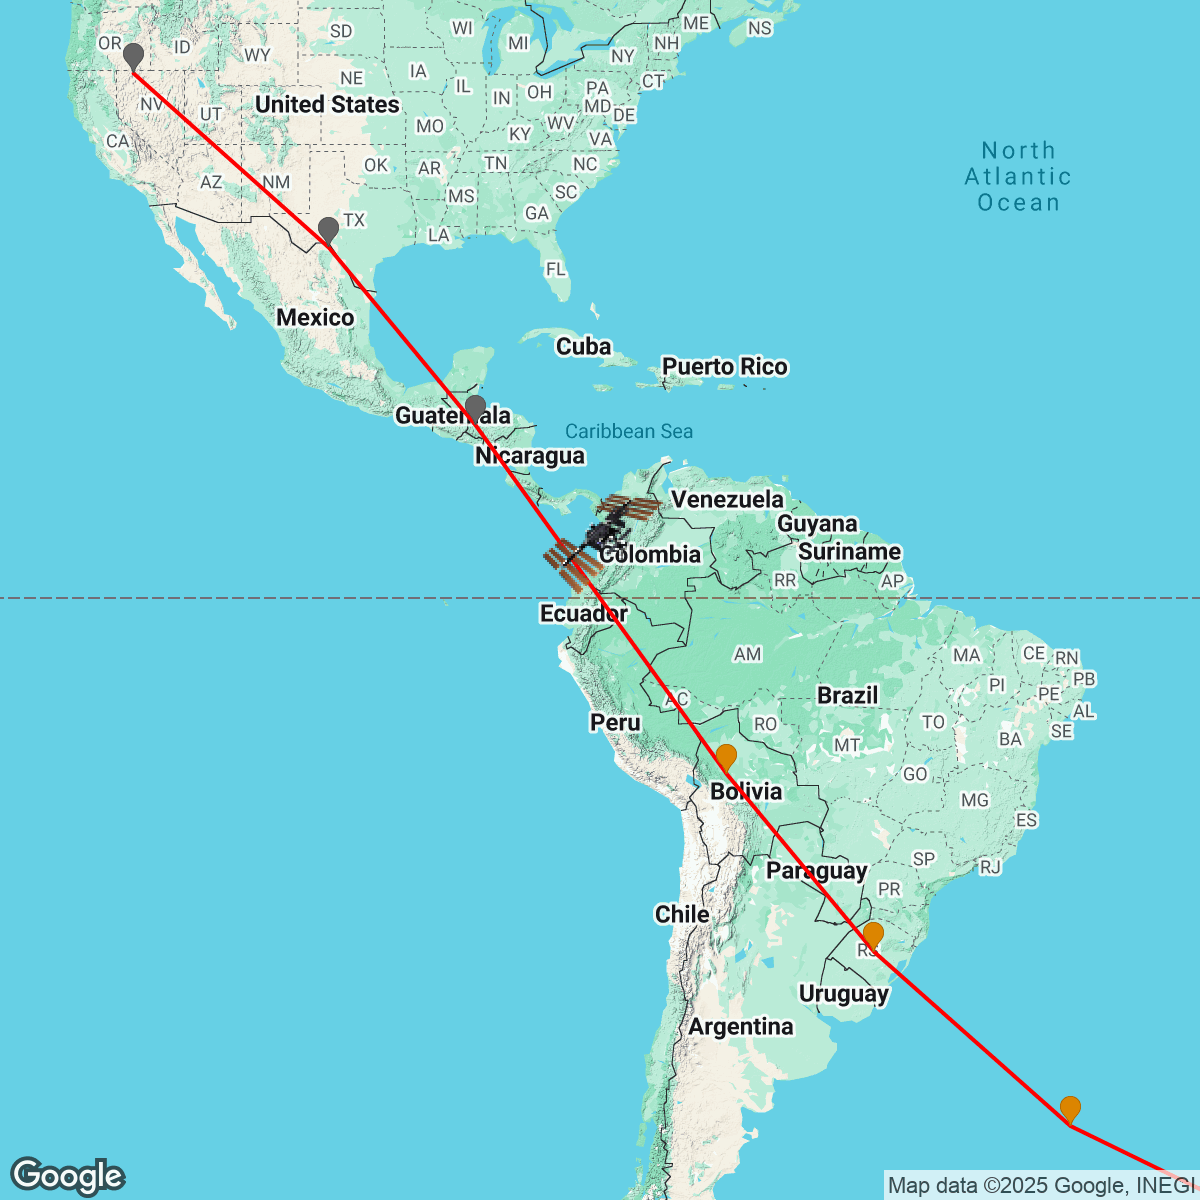 OR
ID
WY
SD
WI
MI
ME
NS
NH
NY
NE
IA
IL
IN
OH
PA
CT
NV
UT
United States
MD
DE
CA
MO
KY
WV
VA
North
Atlantic
Ocean
AZ
NM
OK
AR
TN
NC
MS
SC
TX
LA
GA
FL
Mexico
Cuba
Puerto Rico
Guatemala
Caribbean Sea
Nicaragua
Venezuela
Guyana
Colombia
Suriname
RR
AP
Ecuador
AM
MA
CE
RN
PB
PI
PE
AL
AC
Brazil
Peru
RO
TO
SE
MT
BA
Bolivia
GO
MG
ES
SP
RJ
Paraguay
PR
Chile
RS
Uruguay
Argentina
Google
Map data ©2025 Google, INEGI